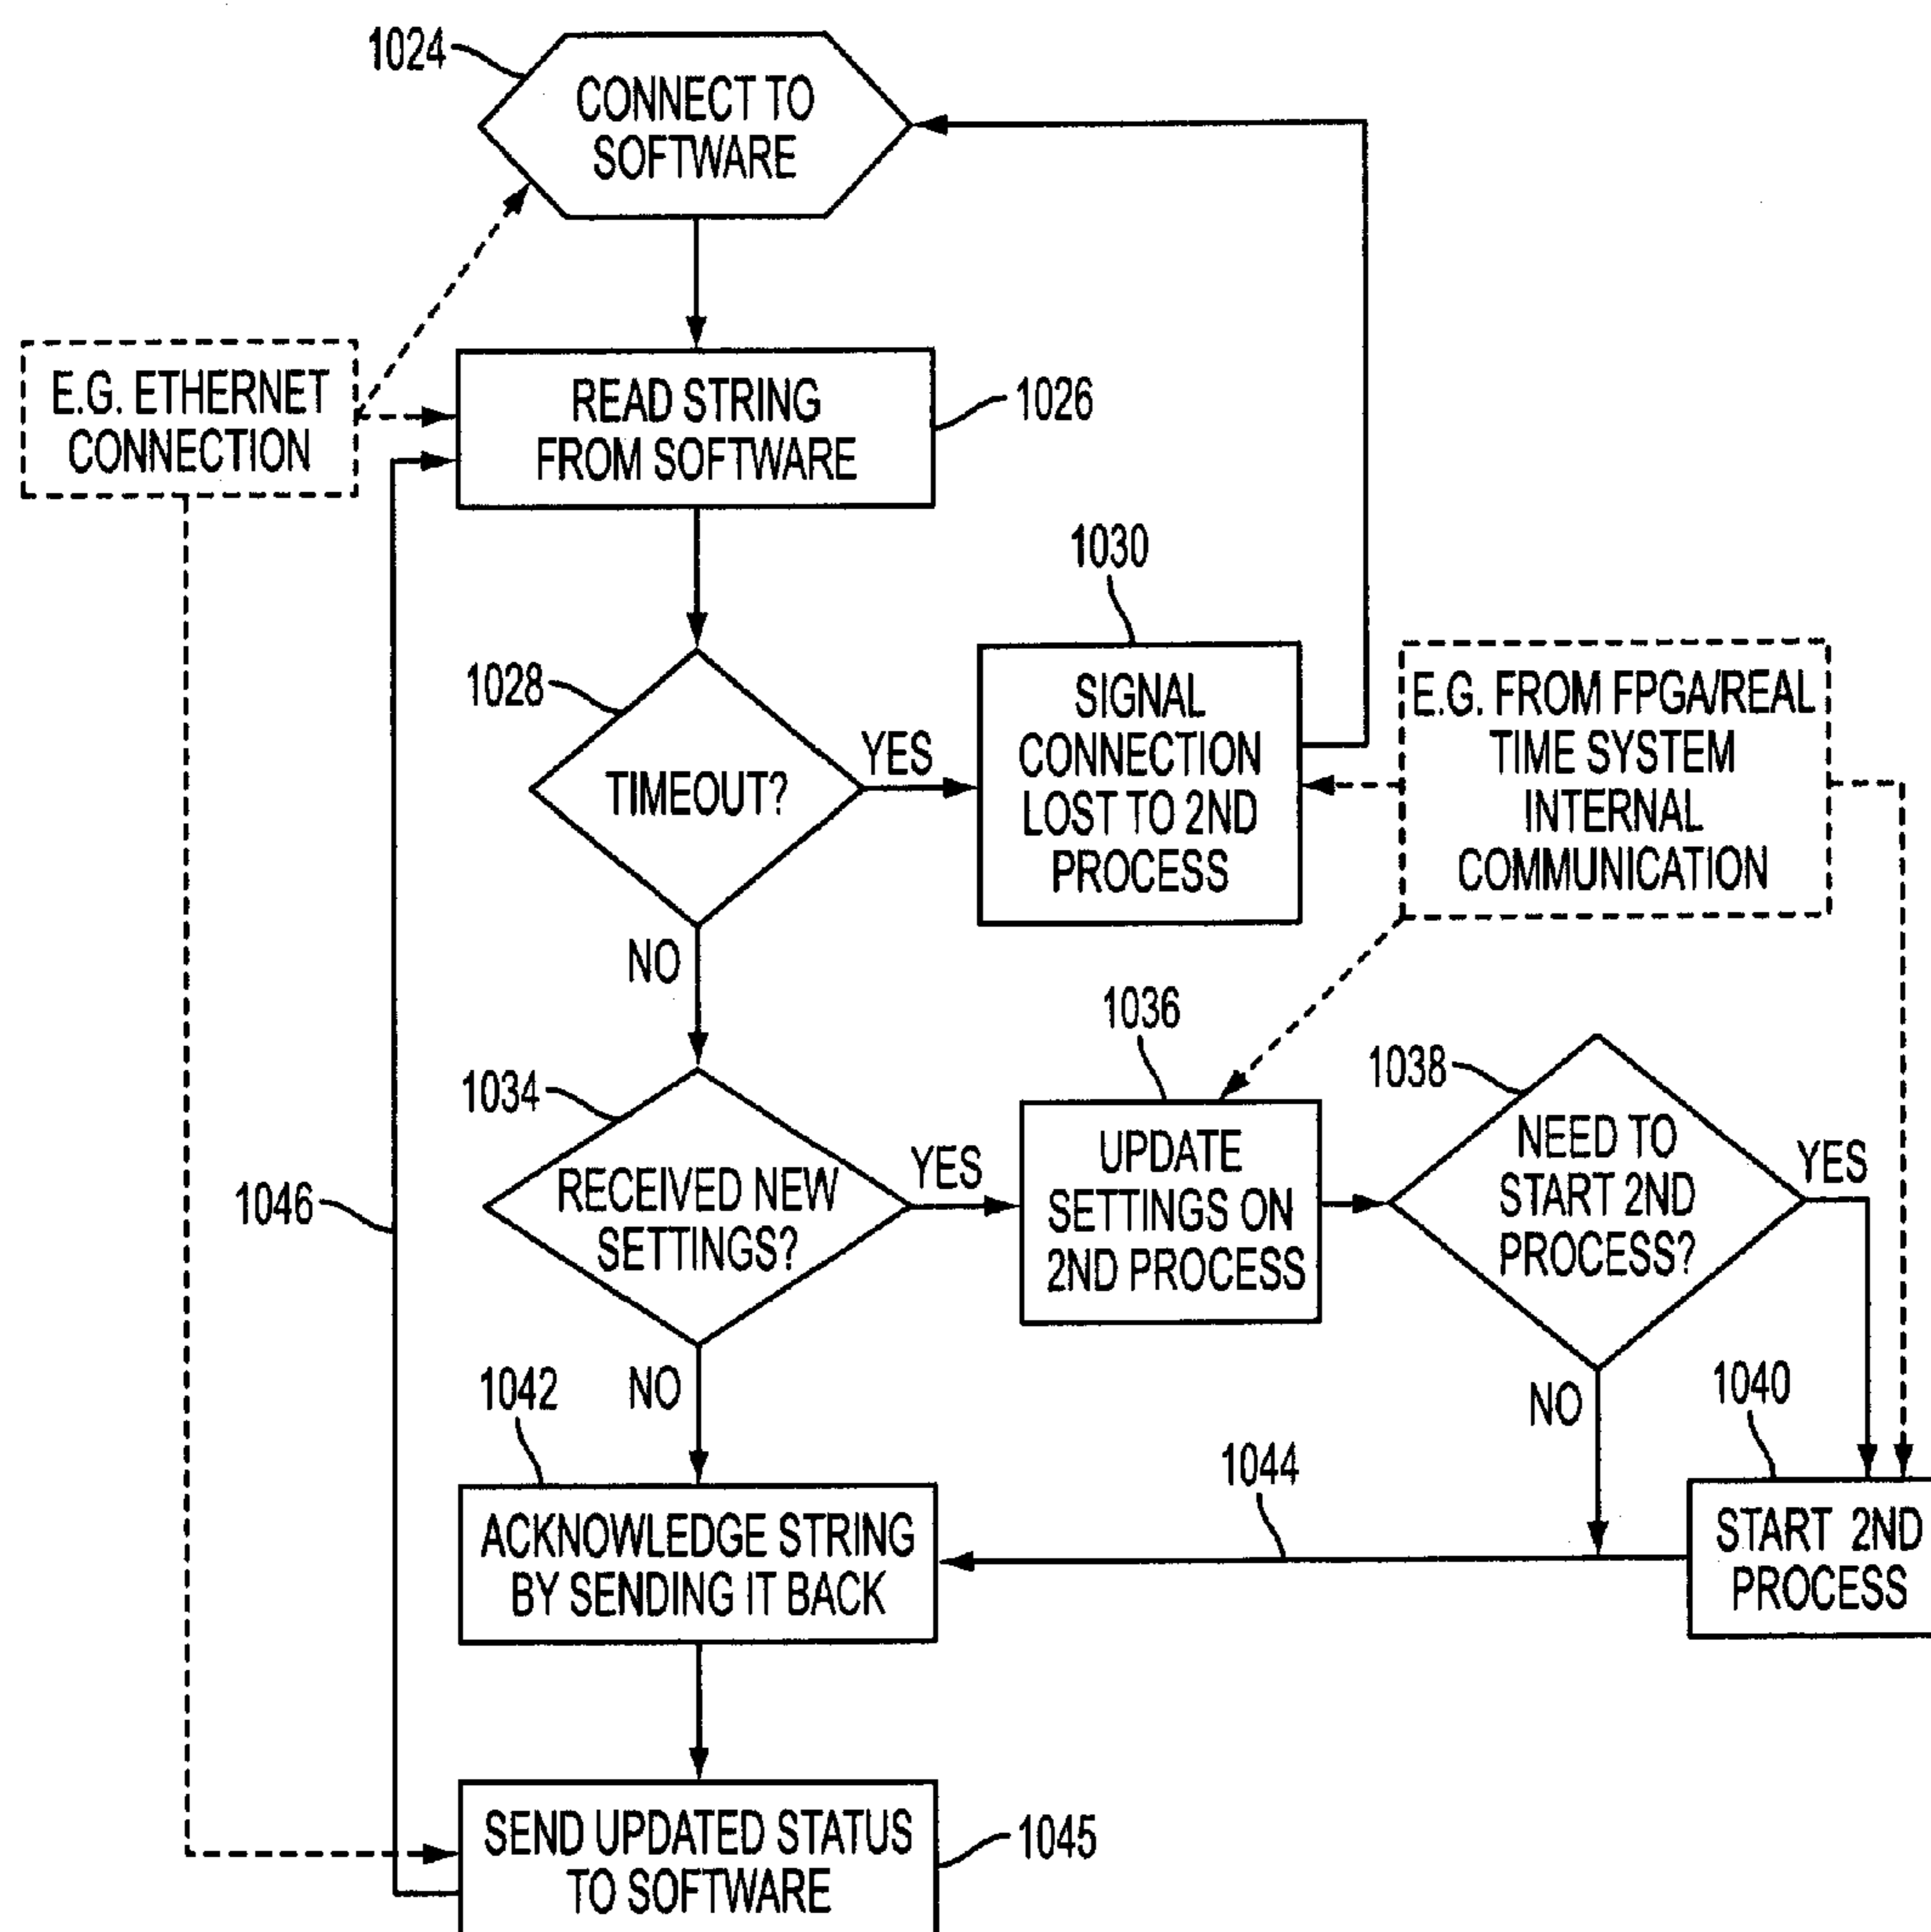 1024
CONNECT TO
SOFTWARE
E.G. ETHERNET
CONNECTION
READ STRING
FROM SOFTWARE
1026
1028
TIMEOUT?
YES
NO
1030
SIGNAL
CONNECTION
LOST TO 2ND
PROCESS
E.G. FROM FPGA/REAL
TIME SYSTEM
INTERNAL
COMMUNICATION
1034
RECEIVED NEW
SETTINGS?
YES
NO
1036
UPDATE
SETTINGS ON
2ND PROCESS
1038
NEED TO
START 2ND
PROCESS?
YES
NO
1040
START 2ND
PROCESS
1042
ACKNOWLEDGE STRING
BY SENDING IT BACK
1044
1046
SEND UPDATED STATUS
TO SOFTWARE
1045